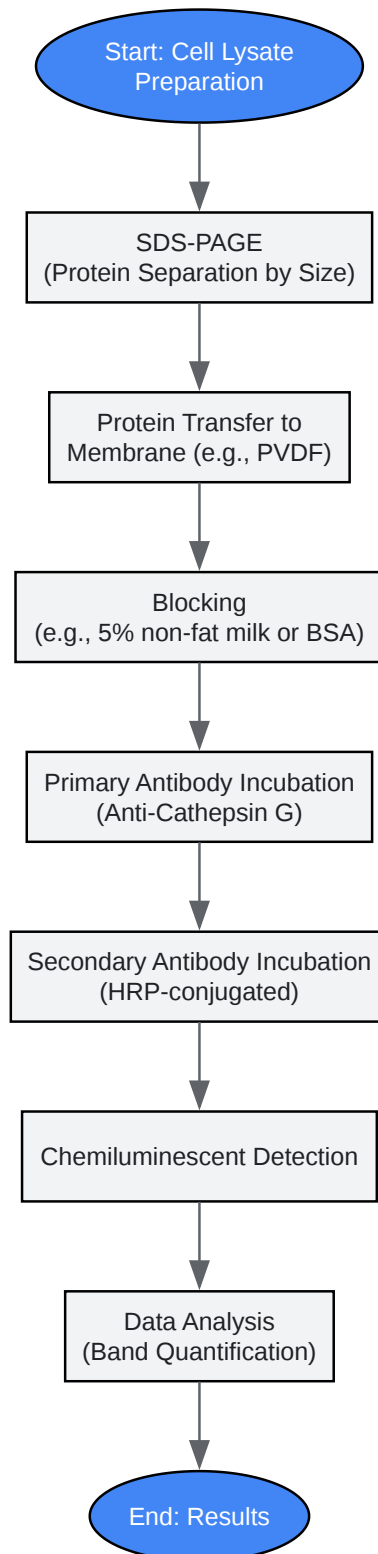 Start: Cell Lysate
Preparation
SDS-PAGE
(Protein Separation by Size)
Protein Transfer to
Membrane (e.g., PVDF)
Blocking
(e.g., 5% non-fat milk or BSA)
Primary Antibody Incubation
(Anti-Cathepsin G)
Secondary Antibody Incubation
(HRP-conjugated)
Chemiluminescent Detection
Data Analysis
(Band Quantification)
End: Results